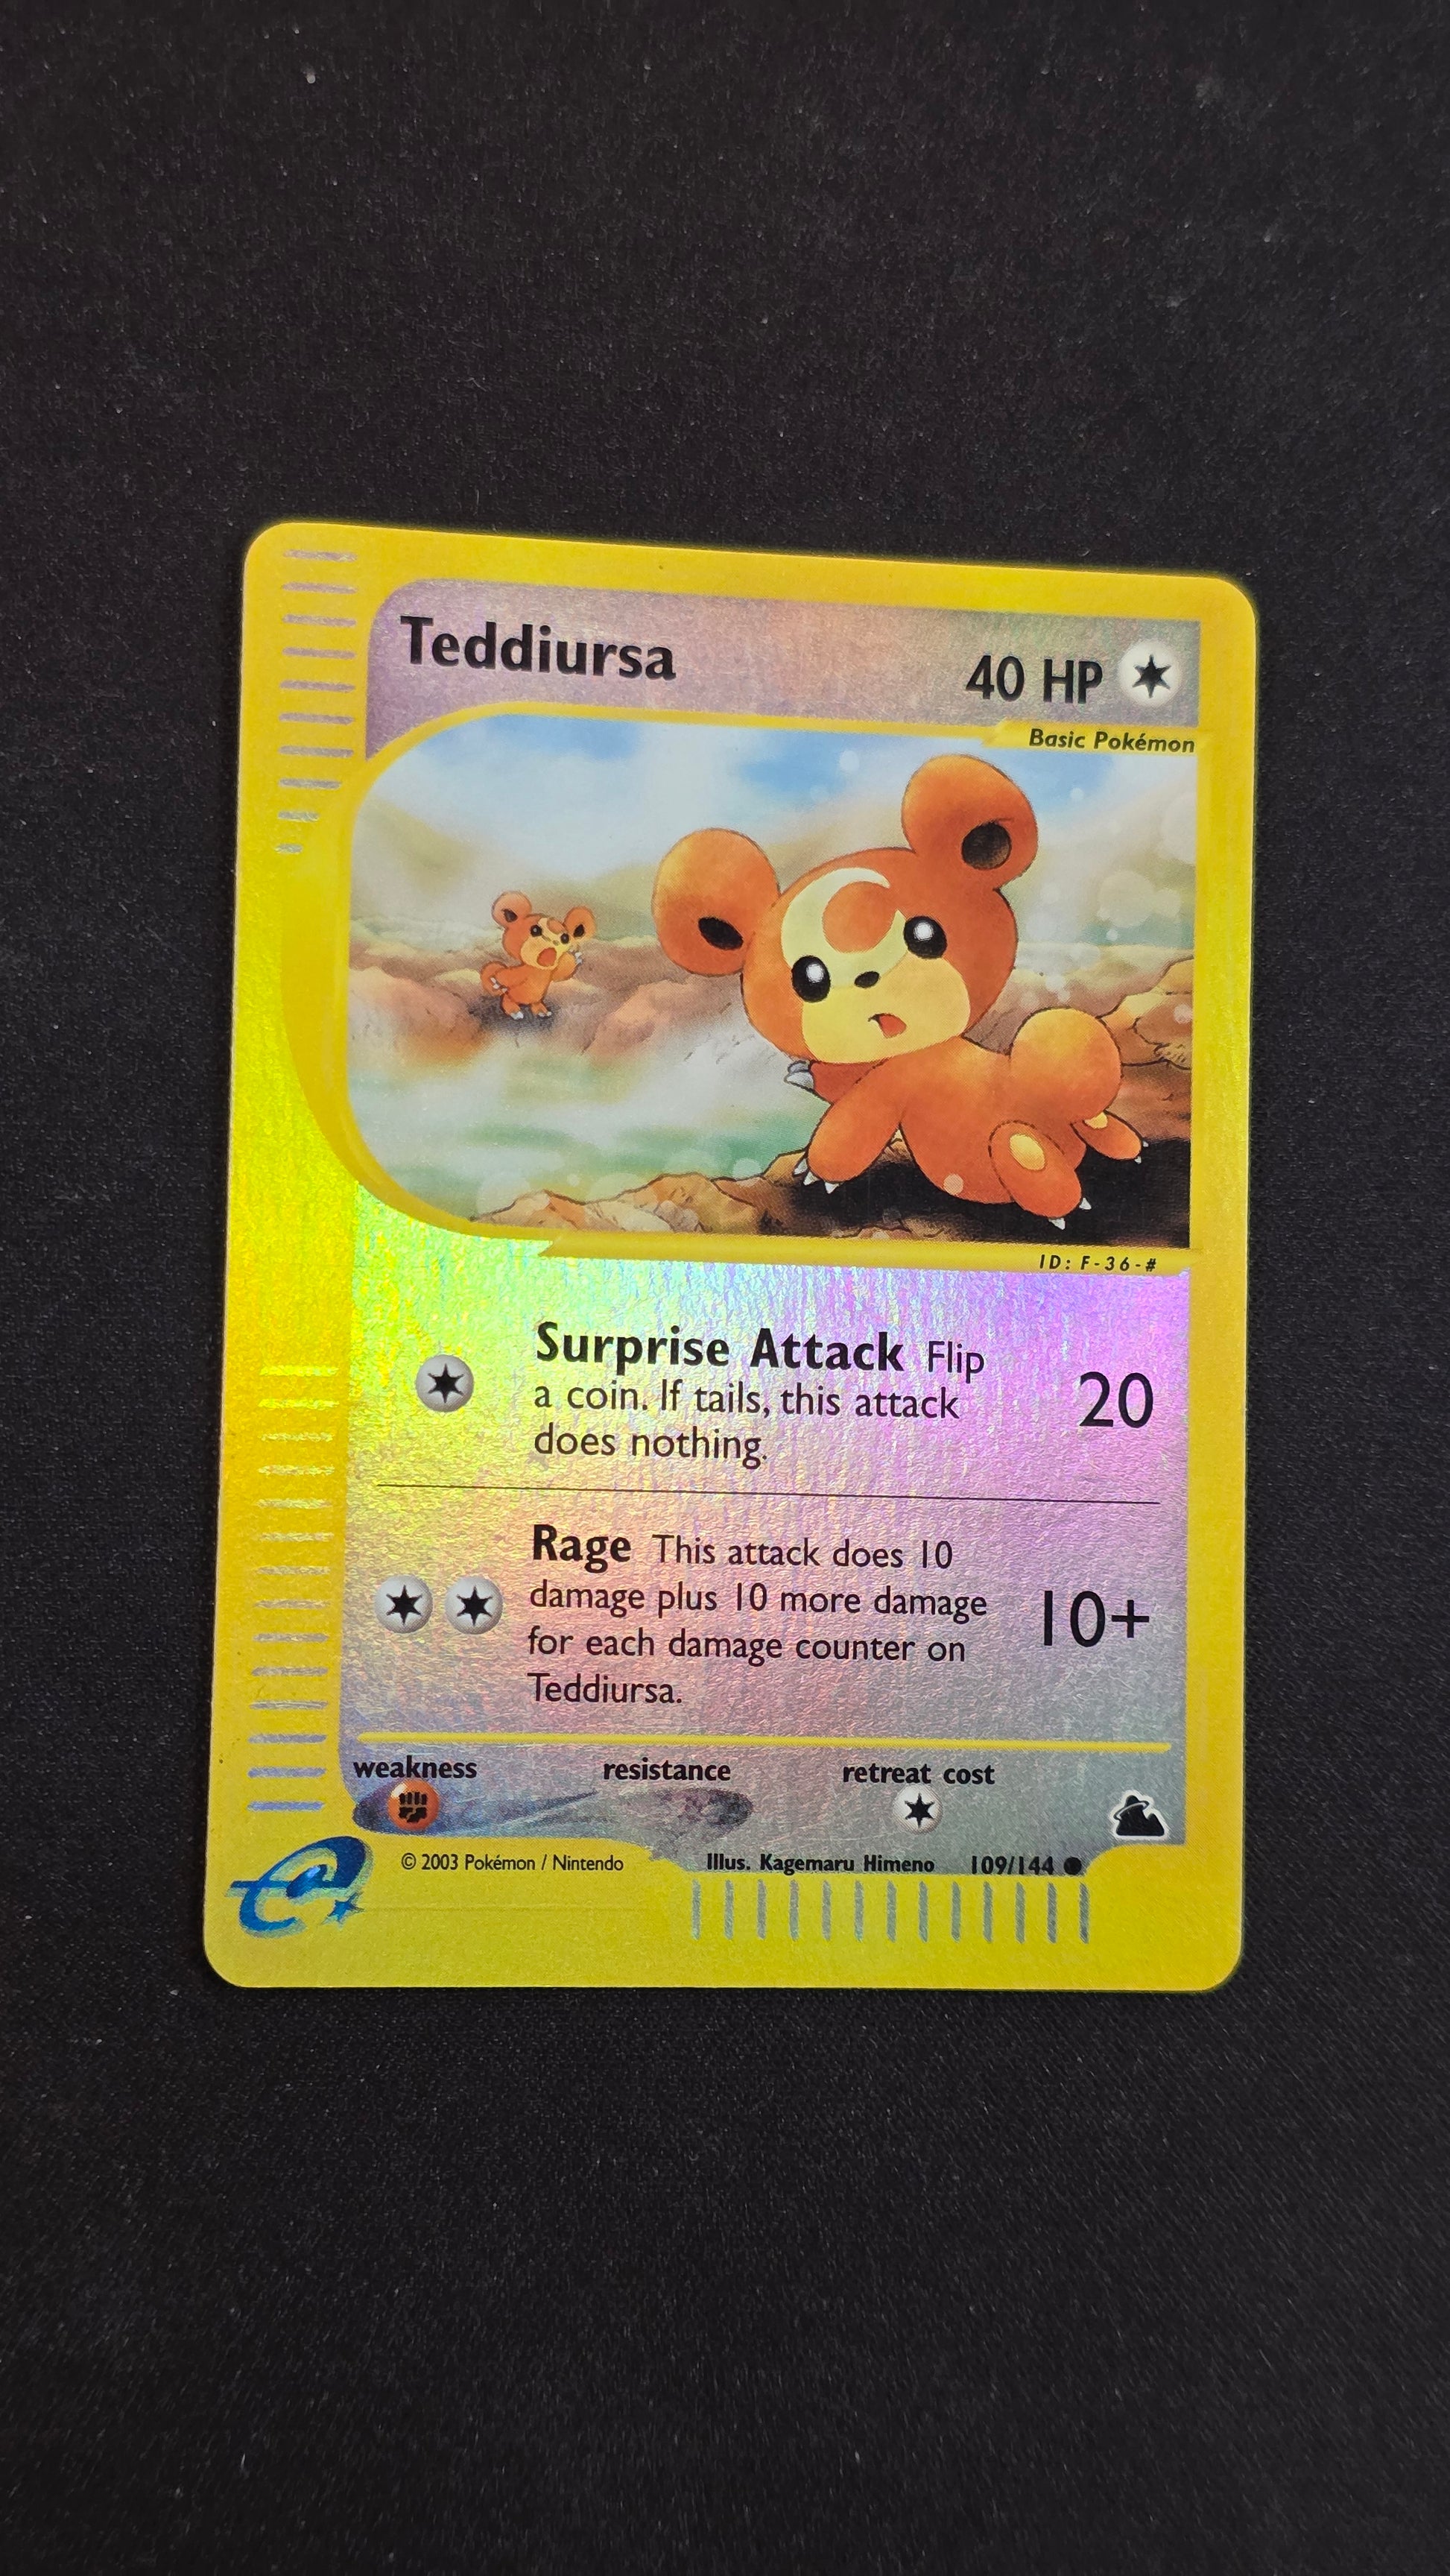 Teddiursa
40 HP
Basic Pokémon
ID: F-36-#
Surprise Attack Flip
a coin. If tails, this attack
does nothing.
20
Rage This attack does 10
damage plus 10 more damage
for each damage counter on
Teddiursa.
10+
weakness resistance retreat cost
© 2003 Pokémon / Nintendo Illus. Kagemaru Himeno 109/144 ●
e